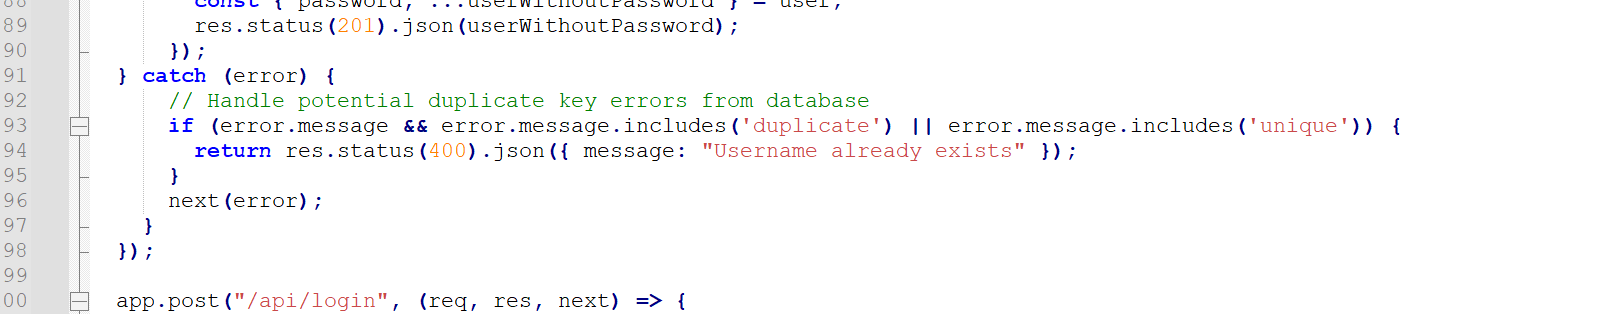 88 const { password, ...userWithoutPassword } = user;
89 res.status(201).json(userWithoutPassword);
90 });
91 } catch (error) {
92 // Handle potential duplicate key errors from database
93 if (error.message && error.message.includes('duplicate') || error.message.includes('unique')) {
94 return res.status(400).json({ message: "Username already exists" });
95 }
96 next(error);
97 }
98 });
99
00 app.post("/api/login", (req, res, next) => {